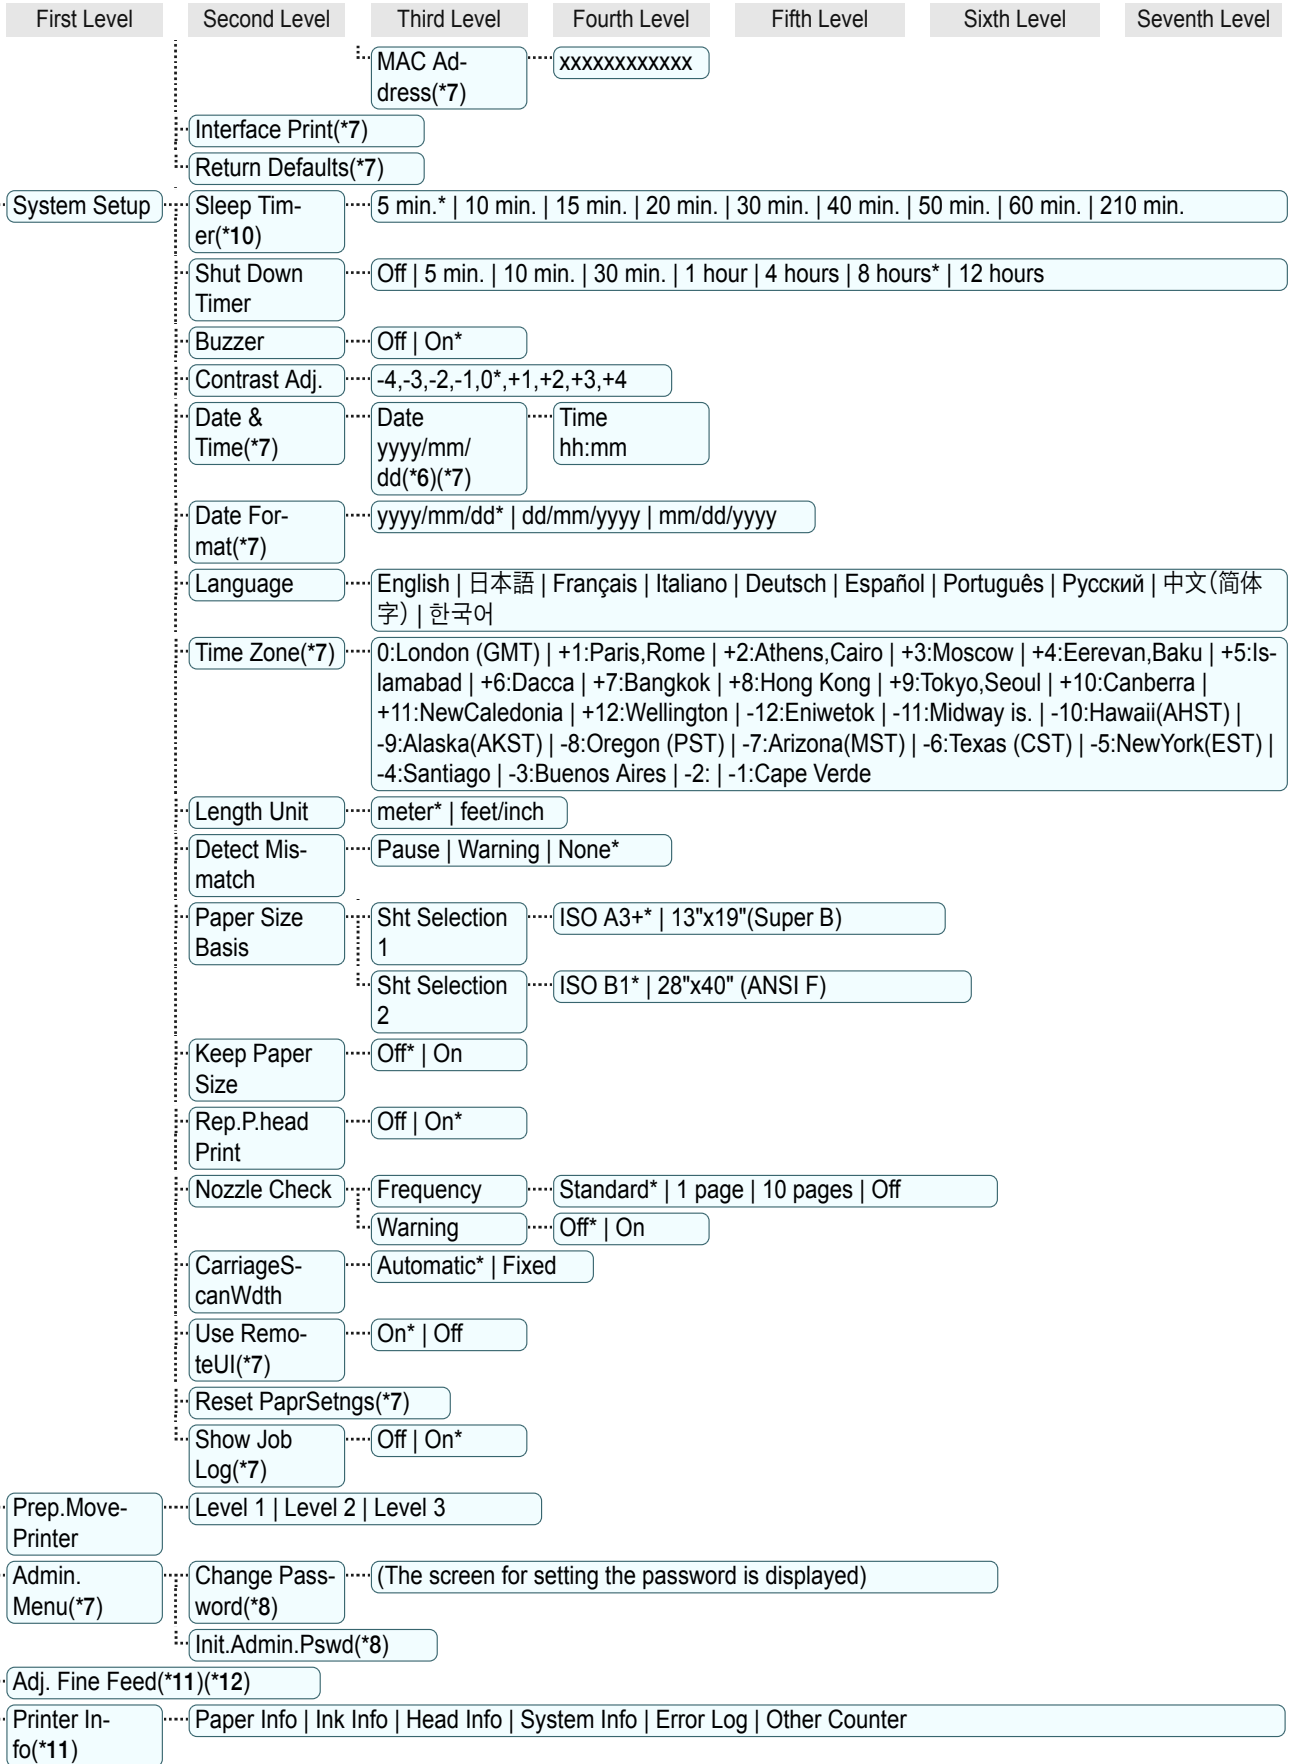 First Level Second Level Third Level Fourth Level Fifth Level Sixth Level Seventh Level
MAC Ad-
dress(*7)
xxxxxxxxxxxx
Interface Print(*7)
Return Defaults(*7)
System Setup
Sleep Tim-
er(*10)
5 min.* | 10 min. | 15 min. | 20 min. | 30 min. | 40 min. | 50 min. | 60 min. | 210 min.
Shut Down
Timer
Off | 5 min. | 10 min. | 30 min. | 1 hour | 4 hours | 8 hours* | 12 hours
Buzzer
Off | On*
Contrast Adj.
-4,-3,-2,-1,0*,+1,+2,+3,+4
Date &
Time(*7)
Date
yyyy/mm/
dd(*6)(*7)
Time
hh:mm
Date For-
mat(*7)
yyyy/mm/dd* | dd/mm/yyyy | mm/dd/yyyy
Language
English | 日本語 | Français | Italiano | Deutsch | Español | Português | Русский | 中文（简体
字） | 한국어
Time Zone(*7)
0:London (GMT) | +1:Paris,Rome | +2:Athens,Cairo | +3:Moscow | +4:Eerevan,Baku | +5:Is-
lamabad | +6:Dacca | +7:Bangkok | +8:Hong Kong | +9:Tokyo,Seoul | +10:Canberra |
+11:NewCaledonia | +12:Wellington | -12:Eniwetok | -11:Midway is. | -10:Hawaii(AHST) |
-9:Alaska(AKST) | -8:Oregon (PST) | -7:Arizona(MST) | -6:Texas (CST) | -5:NewYork(EST) |
-4:Santiago | -3:Buenos Aires | -2: | -1:Cape Verde
Length Unit
meter* | feet/inch
Detect Mis-
match
Pause | Warning | None*
Paper Size
Basis
Sht Selection
1
ISO A3+* | 13"x19"(Super B)
Sht Selection
2
ISO B1* | 28"x40" (ANSI F)
Keep Paper
Size
Off* | On
Rep.P.head
Print
Off | On*
Nozzle Check
Frequency
Standard* | 1 page | 10 pages | Off
Warning
Off* | On
CarriageS-
canWdth
Automatic* | Fixed
Use Remo-
teUI(*7)
On* | Off
Reset PaprSetngs(*7)
Show Job
Log(*7)
Off | On*
Prep.Move-
Printer
Level 1 | Level 2 | Level 3
Admin.
Menu(*7)
Change Pass-
word(*8)
(The screen for setting the password is displayed)
Init.Admin.Pswd(*8)
Adj. Fine Feed(*11)(*12)
Printer In-
fo(*11)
Paper Info | Ink Info | Head Info | System Info | Error Log | Other Counter